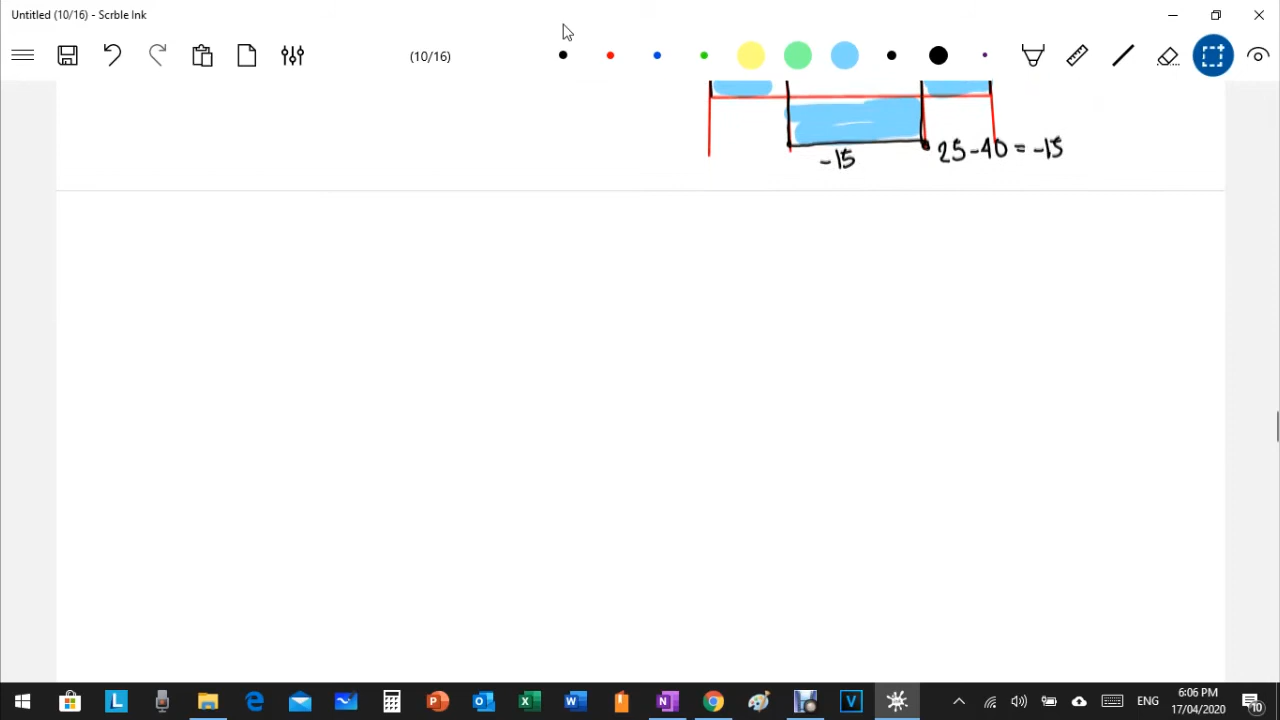 Untitled (10/16) - Scrble Ink
(10/16)
-15
25-40=-15
ENG
6:06 PM
17/04/2020